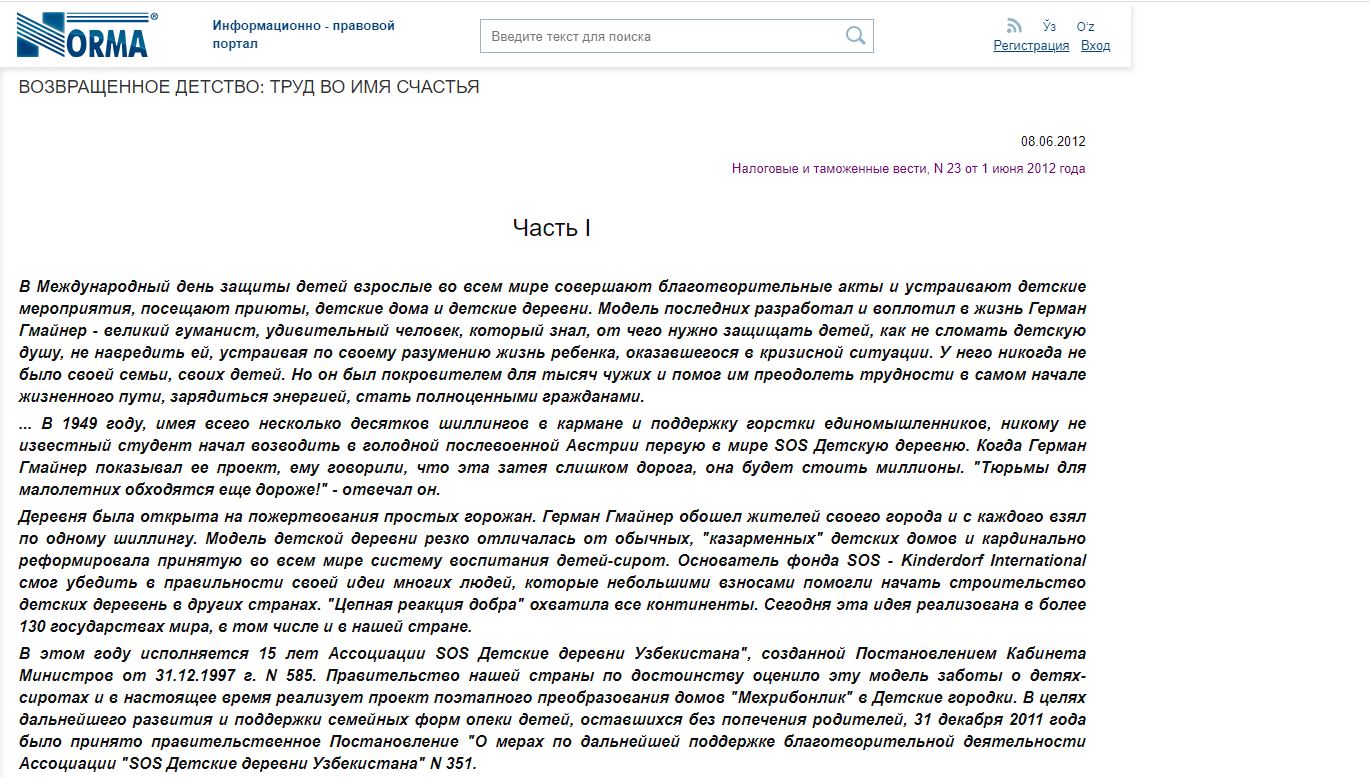 NORMA®
Информационно - правовой
портал
Введите текст для поиска
Ўз O‘z
Регистрация Вход
ВОЗВРАЩЕННОЕ ДЕТСТВО: ТРУД ВО ИМЯ СЧАСТЬЯ
08.06.2012
Налоговые и таможенные вести, N 23 от 1 июня 2012 года
Часть I
В Международный день защиты детей взрослые во всем мире совершают благотворительные акты и устраивают детские
мероприятия, посещают приюты, детские дома и детские деревни. Модель последних разработал и воплотил в жизнь Герман
Гмайнер - великий гуманист, удивительный человек, который знал, от чего нужно защищать детей, как не сломать детскую
душу, не навредить ей, устраивая по своему разумению жизнь ребенка, оказавшегося в кризисной ситуации. У него никогда не
было своей семьи, своих детей. Но он был покровителем для тысяч чужих и помог им преодолеть трудности в самом начале
жизненного пути, зарядиться энергией, стать полноценными гражданами.
... В 1949 году, имея всего несколько десятков шиллингов в кармане и поддержку горстки единомышленников, никому не
известный студент начал возводить в голодной послевоенной Австрии первую в мире SOS Детскую деревню. Когда Герман
Гмайнер показывал ее проект, ему говорили, что эта затея слишком дорога, она будет стоить миллионы. "Тюрьмы для
малолетних обходятся еще дороже!" - отвечал он.
Деревня была открыта на пожертвования простых горожан. Герман Гмайнер обошел жителей своего города и с каждого взял
по одному шиллингу. Модель детской деревни резко отличалась от обычных, "казарменных" детских домов и кардинально
реформировала принятую во всем мире систему воспитания детей-сирот. Основатель фонда SOS - Kinderdorf International
смог убедить в правильности своей идеи многих людей, которые небольшими взносами помогли начать строительство
детских деревень в других странах. "Цепная реакция добра" охватила все континенты. Сегодня эта идея реализована в более
130 государствах мира, в том числе и в нашей стране.
В этом году исполняется 15 лет Ассоциации SOS Детские деревни Узбекистана", созданной Постановлением Кабинета
Министров от 31.12.1997 г. N 585. Правительство нашей страны по достоинству оценило эту модель заботы о детях-
сиротах и в настоящее время реализует проект поэтапного преобразования домов "Мехрибонлик" в Детские городки. В целях
дальнейшего развития и поддержки семейных форм опеки детей, оставшихся без попечения родителей, 31 декабря 2011 года
было принято правительственное Постановление "О мерах по дальнейшей поддержке благотворительной деятельности
Ассоциации "SOS Детские деревни Узбекистана" N 351.